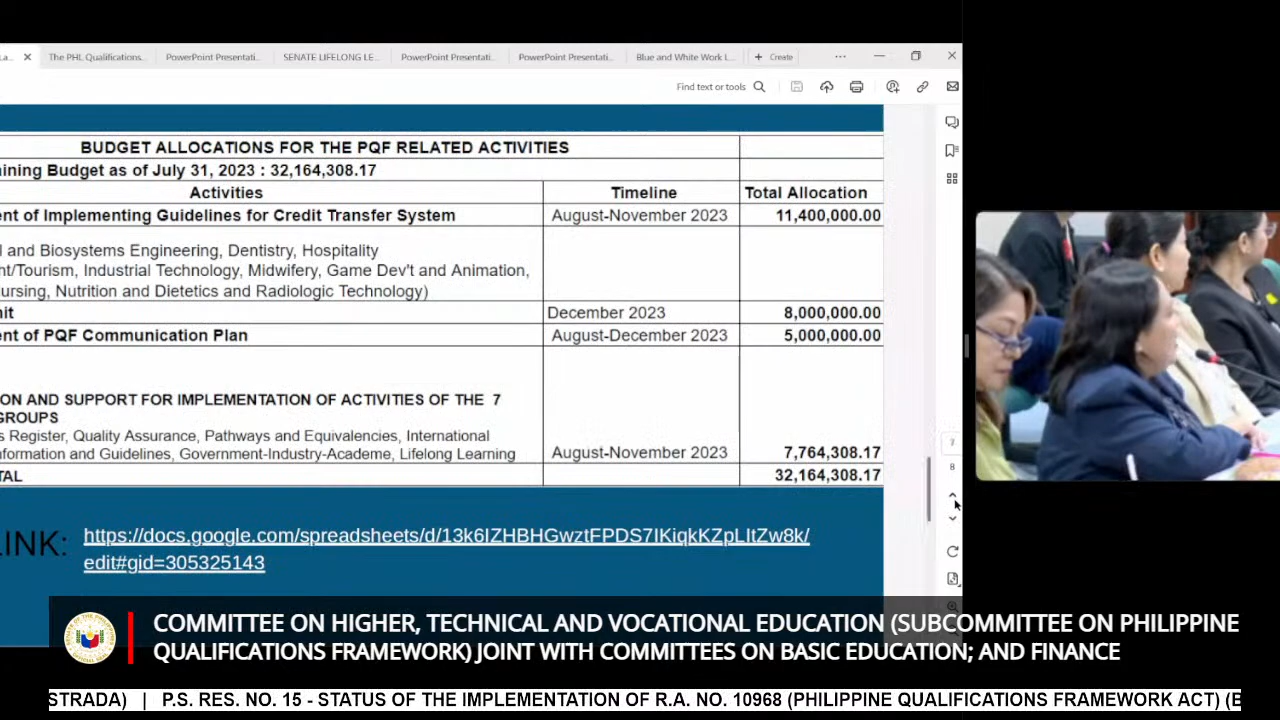 La...
The PHL Qualifications...
PowerPoint Presentati...
SENATE LIFELONG LE...
PowerPoint Presentati...
PowerPoint Presentati...
Blue and White Work L...
+ Create
Find text or tools
BUDGET ALLOCATIONS FOR THE PQF RELATED ACTIVITIES
ining Budget as of July 31, 2023 : 32,164,308.17
Activities Timeline Total Allocation
ent of Implementing Guidelines for Credit Transfer System August-November 2023 11,400,000.00
l and Biosystems Engineering, Dentistry, Hospitality
nt/Tourism, Industrial Technology, Midwifery, Game Dev't and Animation,
ursing, Nutrition and Dietetics and Radiologic Technology)
nit December 2023 8,000,000.00
ent of PQF Communication Plan August-December 2023 5,000,000.00
ON AND SUPPORT FOR IMPLEMENTATION OF ACTIVITIES OF THE 7
GROUPS
s Register, Quality Assurance, Pathways and Equivalencies, International
nformation and Guidelines, Government-Industry-Academe, Lifelong Learning August-November 2023 7,764,308.17
TAL 32,164,308.17
LINK: https://docs.google.com/spreadsheets/d/13k6IZHBHGwztFPDS7IKiqkKZpLItZw8k/
edit#gid=305325143
7
8
COMMITTEE ON HIGHER, TECHNICAL AND VOCATIONAL EDUCATION (SUBCOMMITTEE ON PHILIPPINE
QUALIFICATIONS FRAMEWORK) JOINT WITH COMMITTEES ON BASIC EDUCATION; AND FINANCE
STRADA) | P.S. RES. NO. 15 - STATUS OF THE IMPLEMENTATION OF R.A. NO. 10968 (PHILIPPINE QUALIFICATIONS FRAMEWORK ACT) (B